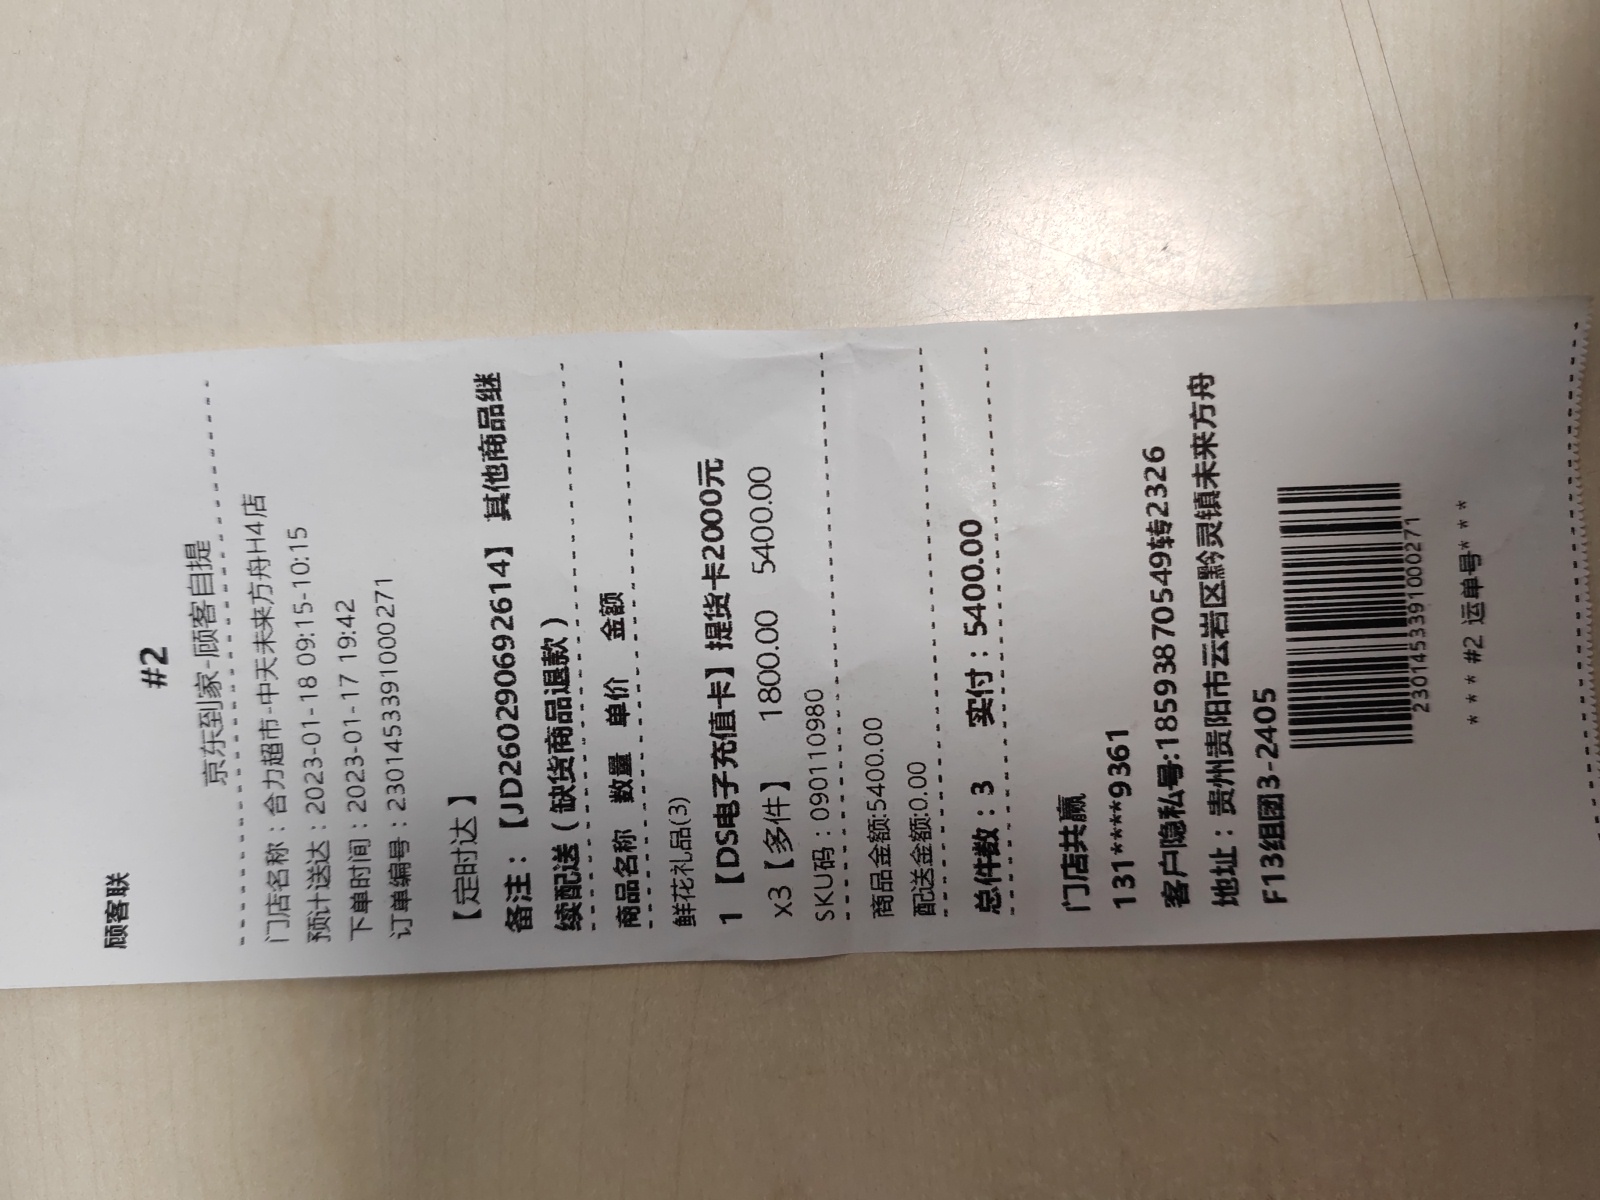 顾客联
#2
京东到家-顾客自提
门店名称：合力超市-中天未来方舟H4店
预计送达：2023-01-18 09:15-10:15
下单时间：2023-01-17 19:42
订单编号：2301453391000271
【定时达】
备注：【JD260290692614】其他商品继
续配送（缺货商品退款）
商品名称 数量 单价 金额
鲜花礼品(3)
1 【DS电子充值卡】提货卡2000元
X3【多件】 1800.00 5400.00
SKU码：090110980
商品金额:5400.00
配送金额:0.00
总件数：3 实付：5400.00
门店共赢
131****9361
客户隐私号:18593870549转2326
地址：贵州贵阳市云岩区黔灵镇未来方舟
F13组团3-2405
2301453391000271
***#2 运单号***